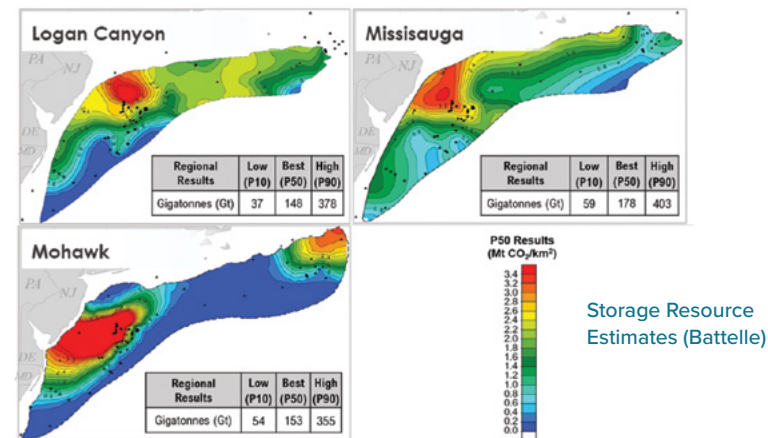 Logan Canyon
PA
NJ
DE
MD
Regional Results Low (P10) Best (P50) High (P90)
Gigatonnes (Gt) 37 148 378
Missisauga
PA
NJ
DE
MD
Regional Results Low (P10) Best (P50) High (P90)
Gigatonnes (Gt) 59 178 403
Mohawk
PA
NJ
DE
MD
Regional Results Low (P10) Best (P50) High (P90)
Gigatonnes (Gt) 54 153 355
P50 Results
(Mt CO₂/km²)
3.4
3.2
3.0
2.8
2.6
2.4
2.2
2.0
1.8
1.6
1.4
1.2
1.0
0.8
0.6
0.4
0.2
0.0
Storage Resource
Estimates (Battelle)